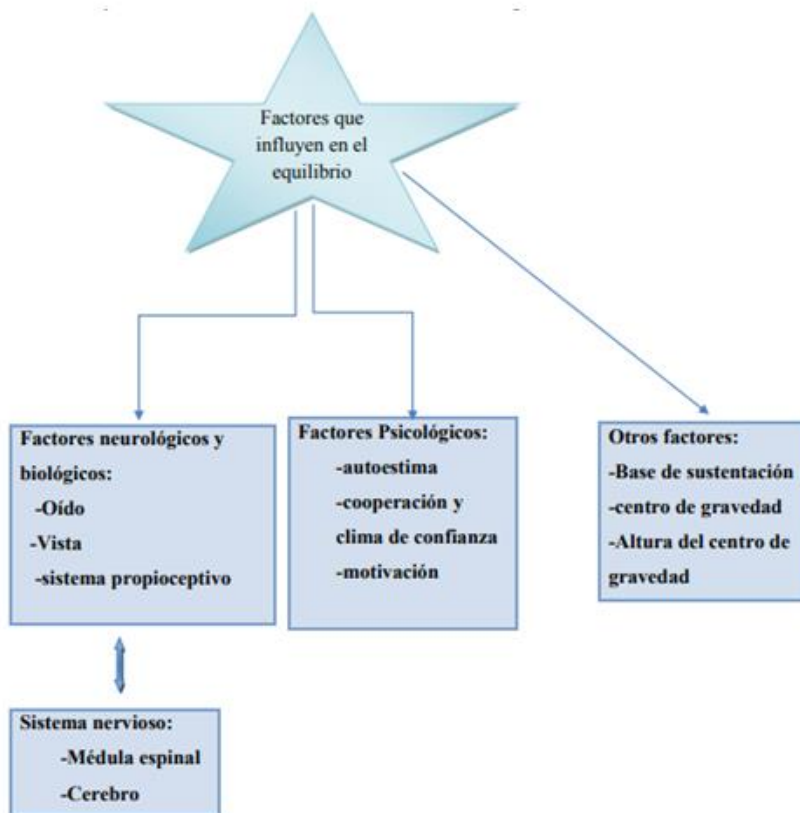 Factores que
influyen en el
equilibrio
Factores neurológicos y
biológicos:
-Oído
-Vista
-sistema propioceptivo
Factores Psicológicos:
-autoestima
-cooperación y
clima de confianza
-motivación
Otros factores:
-Base de sustentación
-centro de gravedad
-Altura del centro de
gravedad
Sistema nervioso:
-Médula espinal
-Cerebro